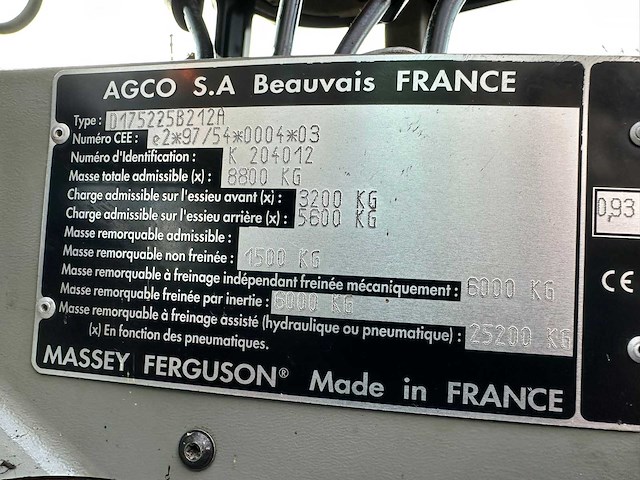 AGCO S.A Beauvais FRANCE
Type : D175225B212A
Numéro CEE : e2*97/54*0004*03
Numéro d'Identification : K 204012
Masse totale admissible (x) : 8800 KG
Charge admissible sur l'essieu avant (x) : 3200 KG
Charge admissible sur l'essieu arrière (x) : 5600 KG
Masse remorquable admissible :
Masse remorquable non freinée : 1500 KG
Masse remorquable à freinage indépendant freinée mécaniquement : 6000 KG
Masse remorquable freinée par inertie : 6000 KG
Masse remorquable à freinage assisté (hydraulique ou pneumatique) : 25200 KG
(x) En fonction des pneumatiques.
MASSEY FERGUSON® Made in FRANCE
0,93
CE